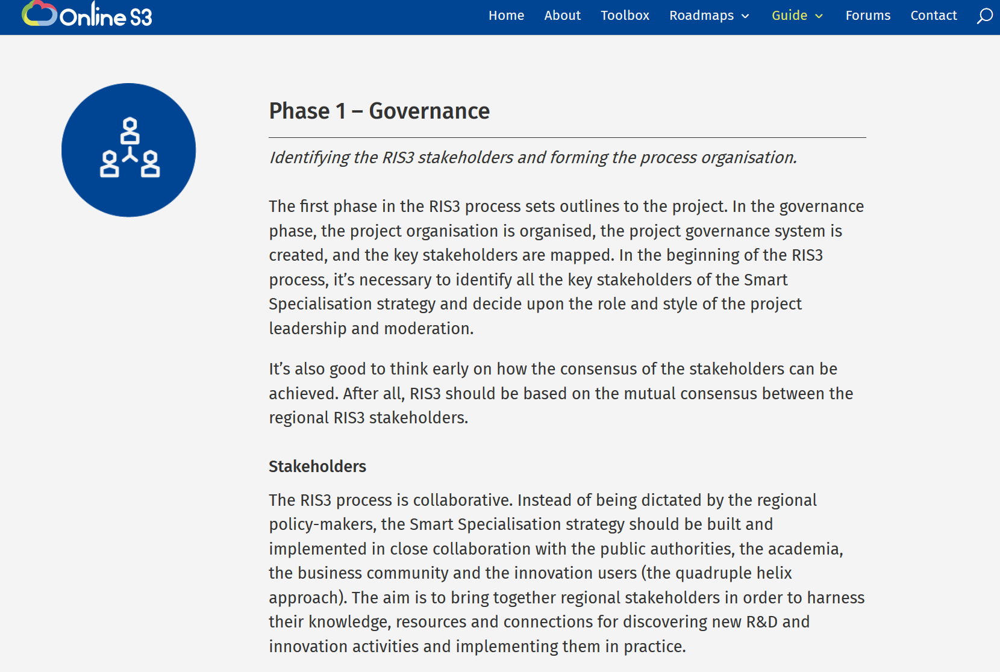 Online S3
Home About Toolbox Roadmaps Guide Forums Contact
Phase 1 – Governance
Identifying the RIS3 stakeholders and forming the process organisation.
The first phase in the RIS3 process sets outlines to the project. In the governance
phase, the project organisation is organised, the project governance system is
created, and the key stakeholders are mapped. In the beginning of the RIS3
process, it’s necessary to identify all the key stakeholders of the Smart
Specialisation strategy and decide upon the role and style of the project
leadership and moderation.
It’s also good to think early on how the consensus of the stakeholders can be
achieved. After all, RIS3 should be based on the mutual consensus between the
regional RIS3 stakeholders.
Stakeholders
The RIS3 process is collaborative. Instead of being dictated by the regional
policy-makers, the Smart Specialisation strategy should be built and
implemented in close collaboration with the public authorities, the academia,
the business community and the innovation users (the quadruple helix
approach). The aim is to bring together regional stakeholders in order to harness
their knowledge, resources and connections for discovering new R&D and
innovation activities and implementing them in practice.